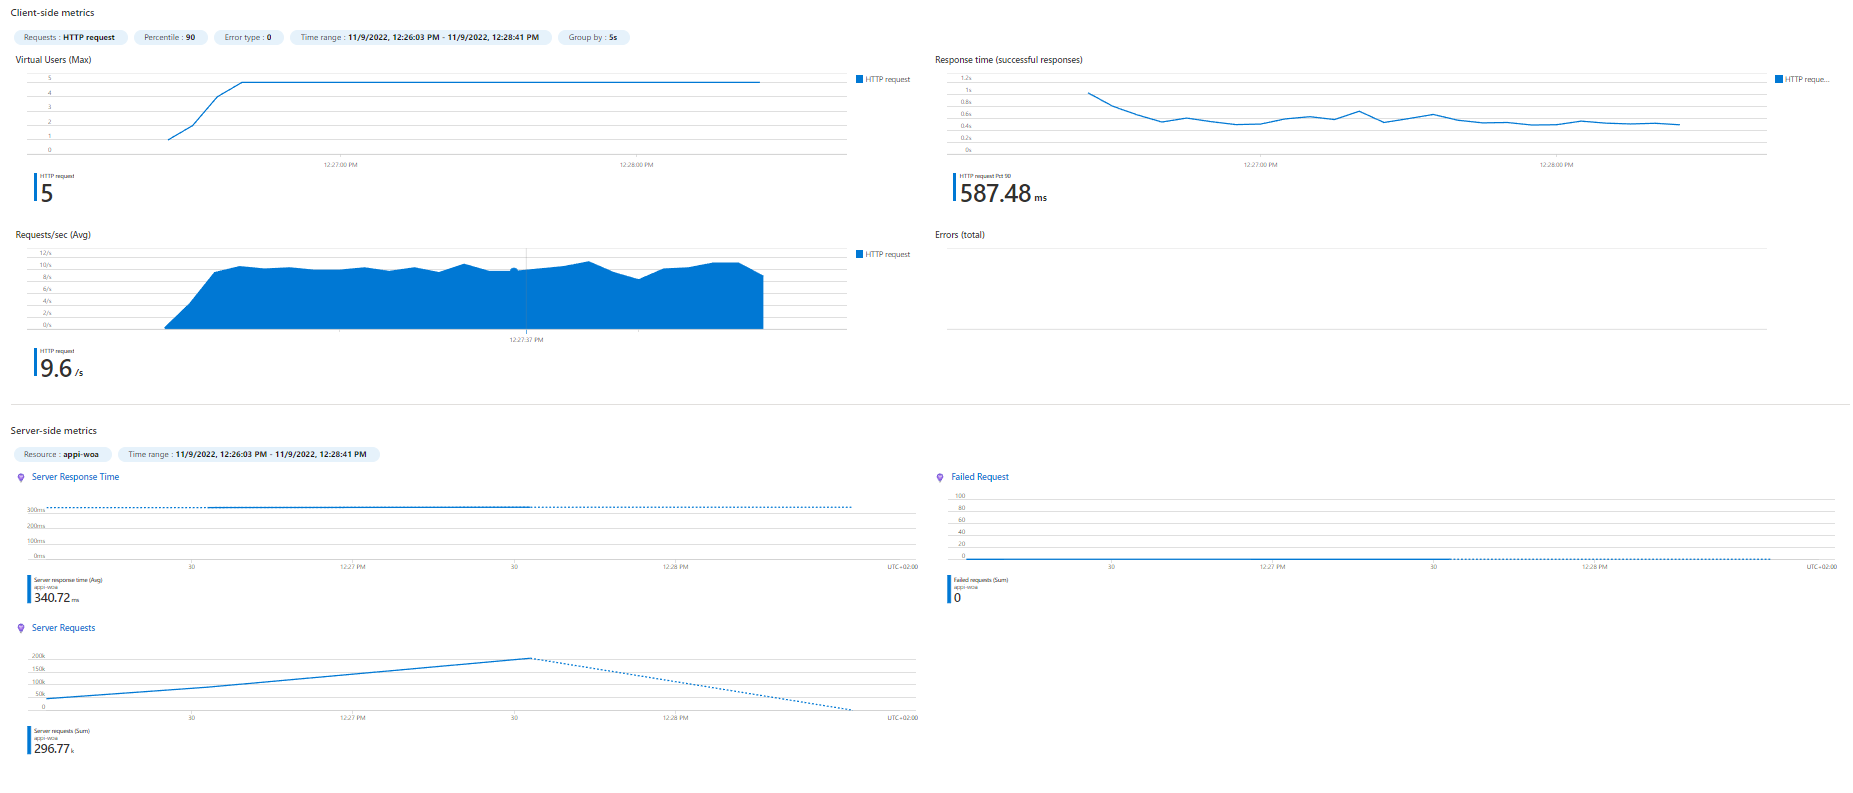 Client-side metrics
Requests : HTTP request Percentile : 90 Error type : 0 Time range : 11/9/2022, 12:26:03 PM - 11/9/2022, 12:28:41 PM Group by : 5s
Virtual Users (Max)
5
4
3
2
1
0
12:27:00 PM 12:28:00 PM
HTTP request
HTTP request
5
Response time (successful responses)
1.2s
1s
0.8s
0.6s
0.4s
0.2s
0s
12:27:00 PM 12:28:00 PM
HTTP reque...
HTTP request Pct 90
587.48 ms
Requests/sec (Avg)
12/s
10/s
8/s
6/s
4/s
2/s
0/s
12:27:37 PM
HTTP request
HTTP request
9.6 /s
Errors (total)
Server-side metrics
Resource : appi-woa Time range : 11/9/2022, 12:26:03 PM - 11/9/2022, 12:28:41 PM
Server Response Time
300ms
200ms
100ms
0ms
30 12:27 PM 30 12:28 PM UTC+02:00
Server response time (Avg)
appi-woa
340.72 ms
Failed Request
100
80
60
40
20
0
30 12:27 PM 30 12:28 PM UTC+02:00
Failed requests (Sum)
appi-woa
0
Server Requests
200k
150k
100k
50k
0
30 12:27 PM 30 12:28 PM UTC+02:00
Server requests (Sum)
appi-woa
296.77 k